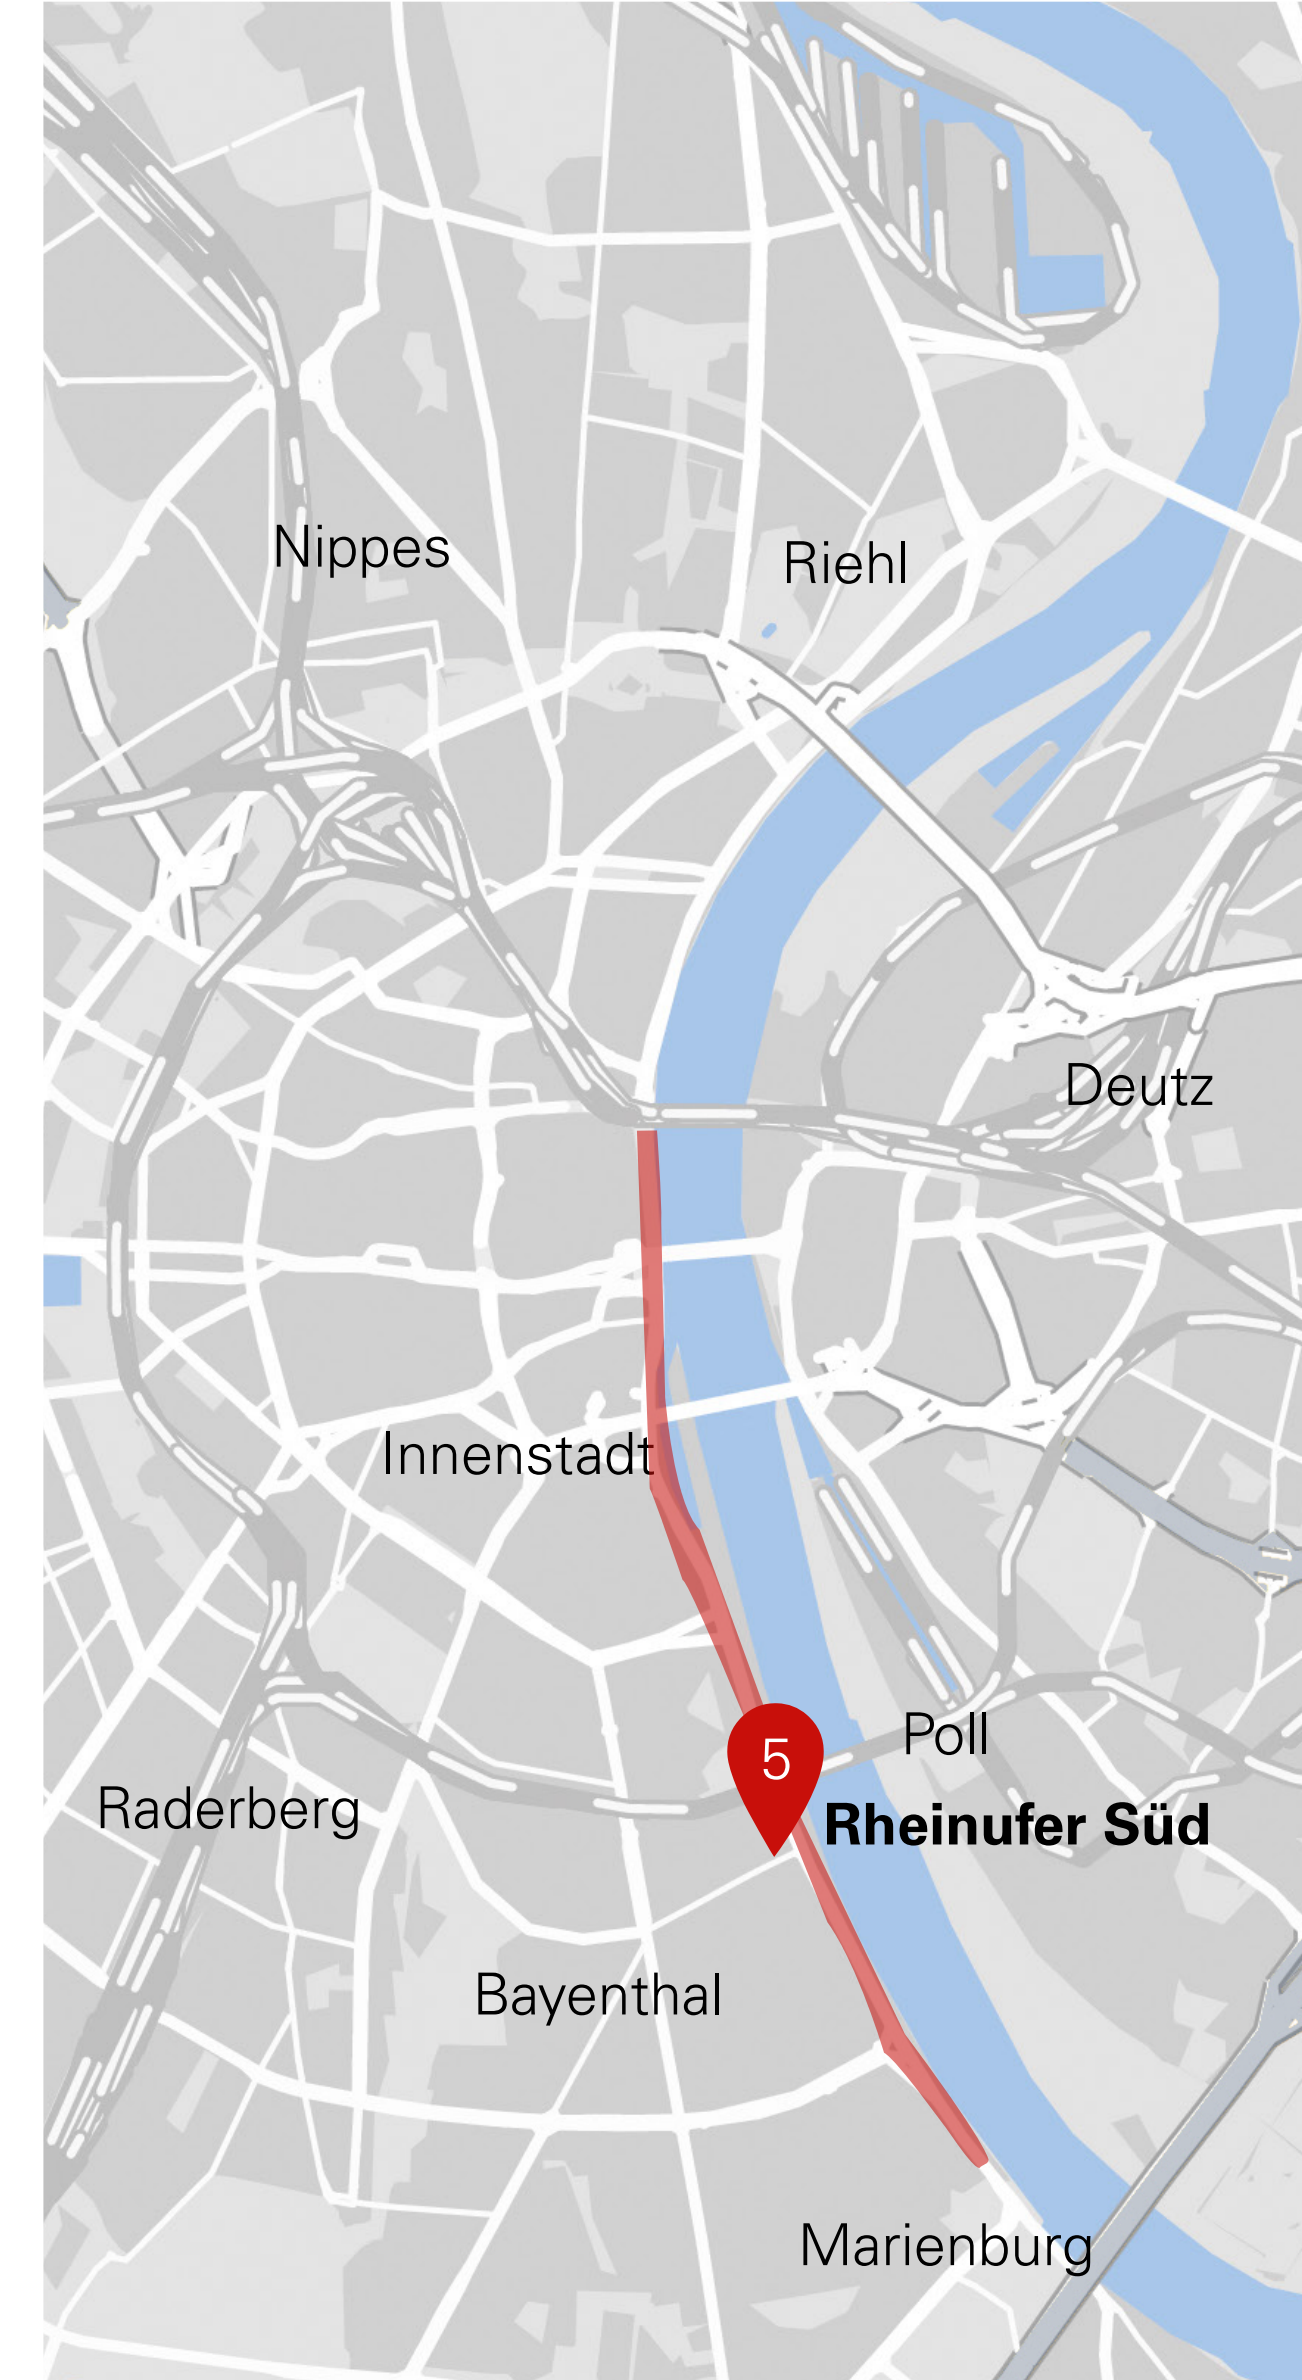 Nippes
Riehl
Deutz
Innenstadt
Poll
5
Raderberg
Rheinufer Süd
Bayenthal
Marienburg